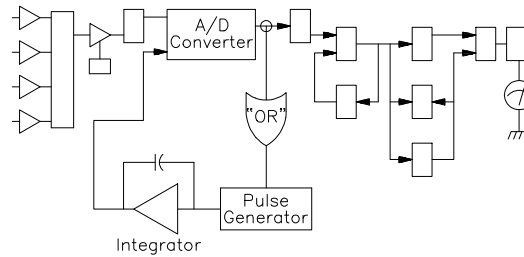 A/D
Converter
"OR"
Pulse
Generator
Integrator